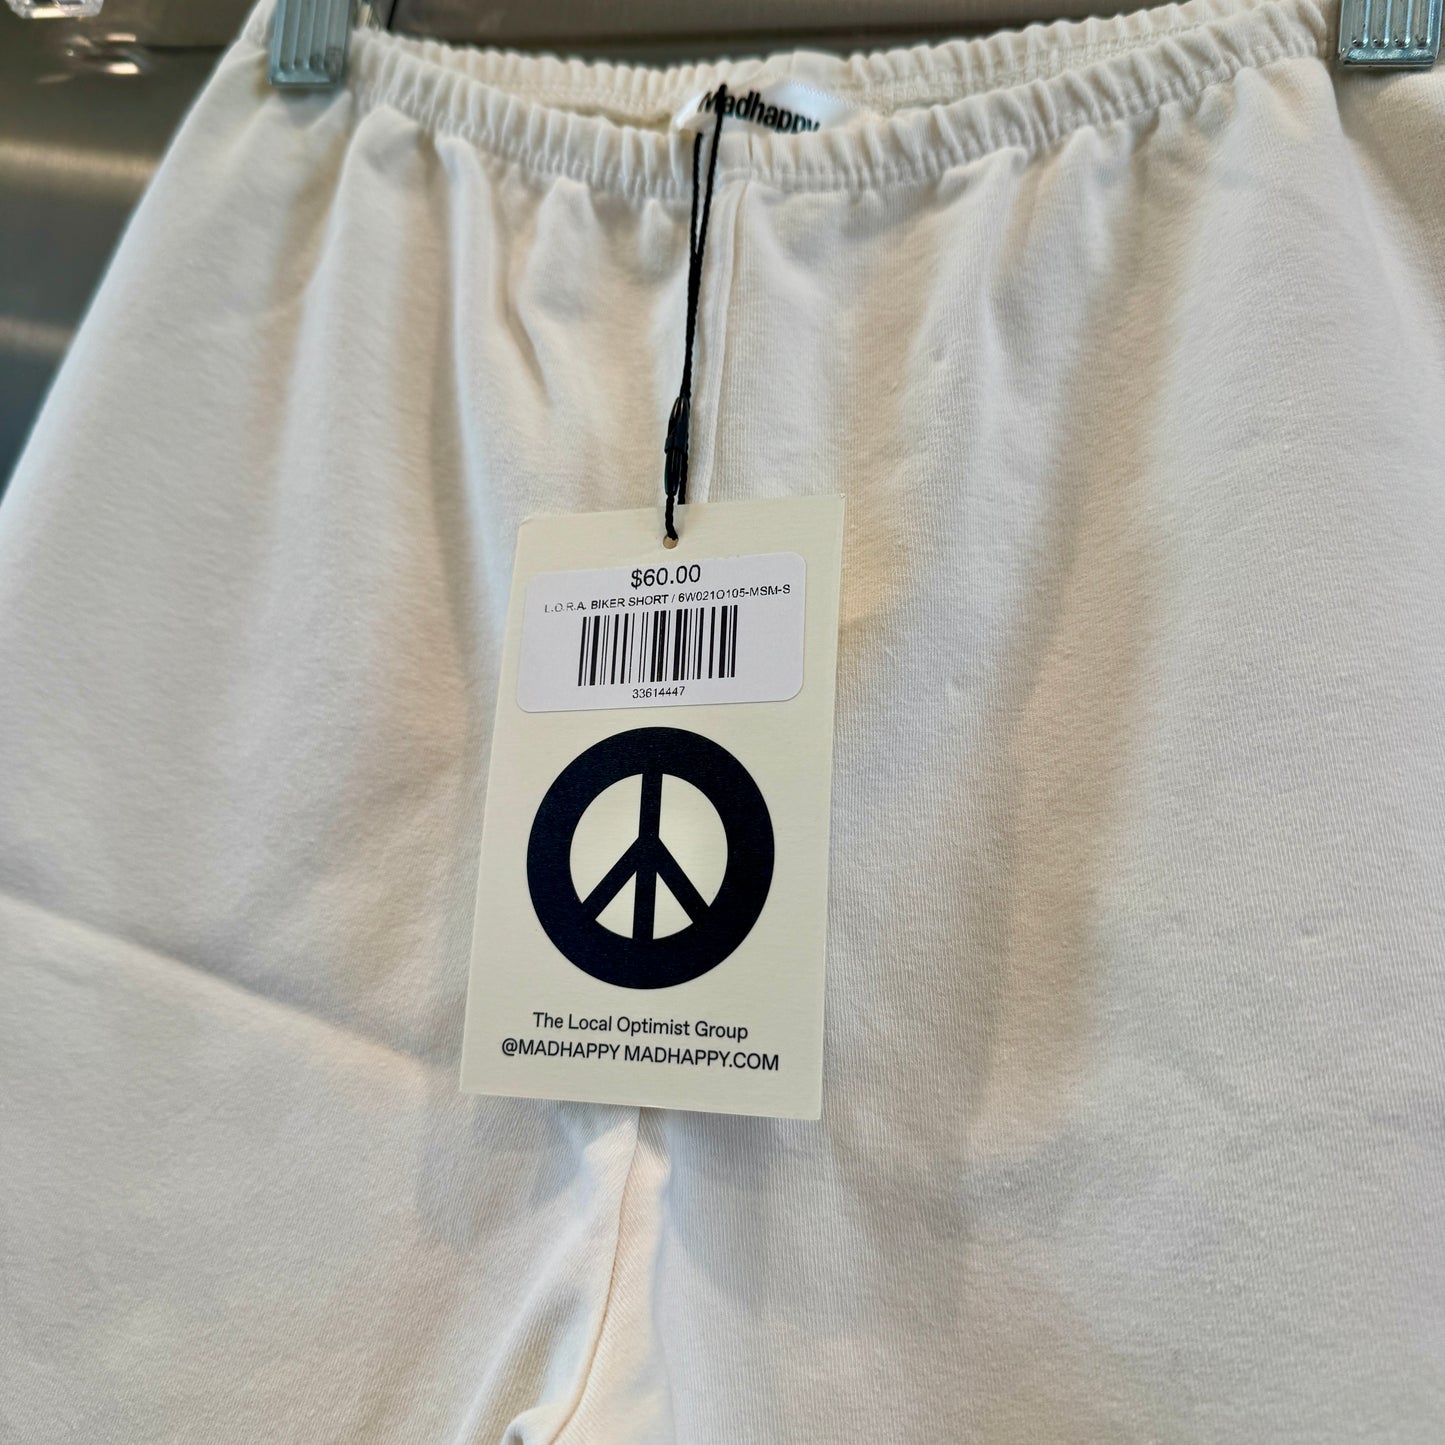 Madhappy
$60.00
L.O.R.A. BIKER SHORT / 6W021O105-MSM-S
33614447
The Local Optimist Group
@MADHAPPY MADHAPPY.COM